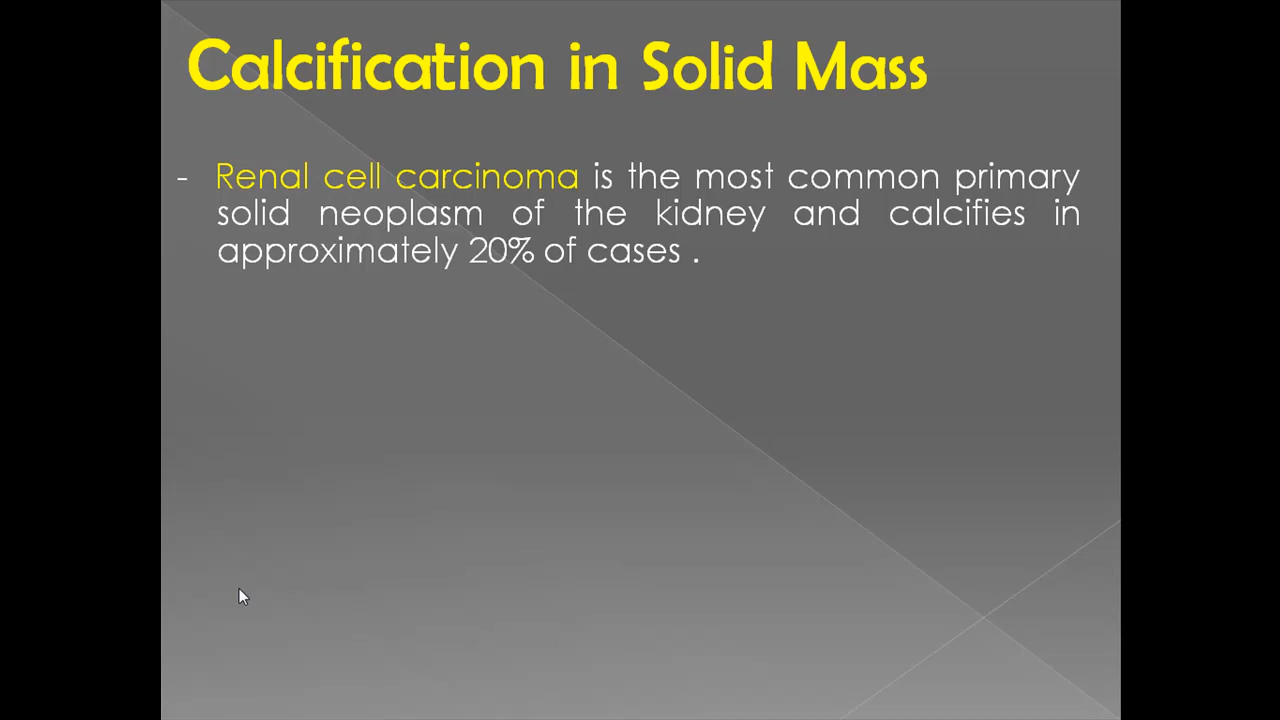 Calcification in Solid Mass
- Renal cell carcinoma is the most common primary
solid neoplasm of the kidney and calcifies in
approximately 20% of cases .